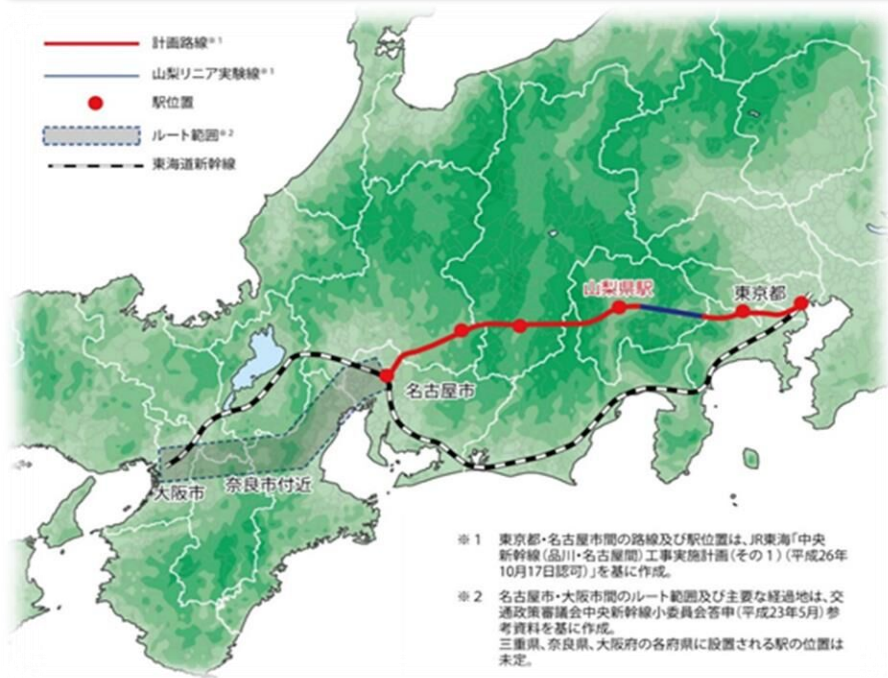 計画路線※1
山梨リニア実験線※1
駅位置
ルート範囲※2
東海道新幹線
山梨県駅
東京都
名古屋市
大阪市
奈良市付近
※1 東京都・名古屋市間の路線及び駅位置は、JR東海「中央
新幹線(品川・名古屋間)工事実施計画(その1)(平成26年
10月17日認可)」を基に作成。
※2 名古屋市・大阪市間のルート範囲及び主要な経過地は、交
通政策審議会中央新幹線小委員会答申(平成23年5月)参
考資料を基に作成。
三重県、奈良県、大阪府の各府県に設置される駅の位置は
未定。